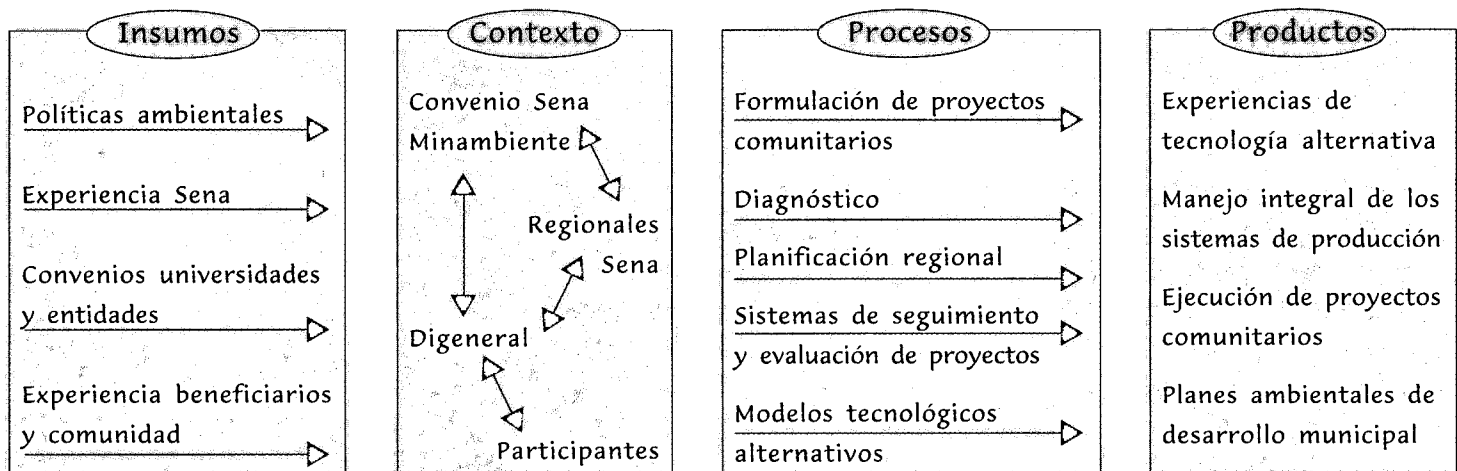 Insumos
Políticas ambientales
Experiencia Sena
Convenios universidades
y entidades
Experiencia beneficiarios
y comunidad
Contexto
Convenio Sena
Minambiente
Regionales
Sena
Digeneral
Participantes
Procesos
Formulación de proyectos
comunitarios
Diagnóstico
Planificación regional
Sistemas de seguimiento
y evaluación de proyectos
Modelos tecnológicos
alternativos
Productos
Experiencias de
tecnología alternativa
Manejo integral de los
sistemas de producción
Ejecución de proyectos
comunitarios
Planes ambientales de
desarrollo municipal